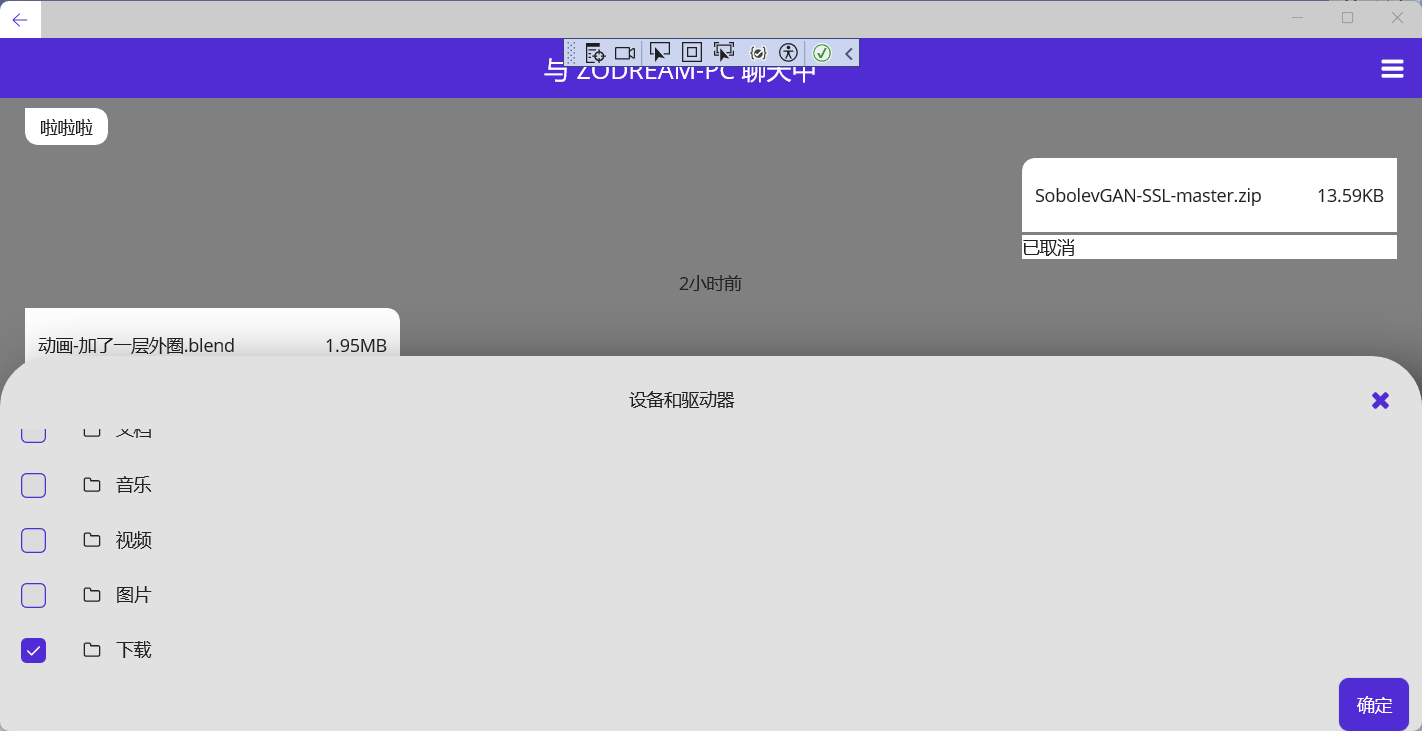 与 ZODREAM-PC 聊天中
啦啦啦
SobolevGAN-SSL-master.zip 13.59KB
已取消
2小时前
动画-加了一层外圈.blend 1.95MB
设备和驱动器
文档
音乐
视频
图片
下载
确定